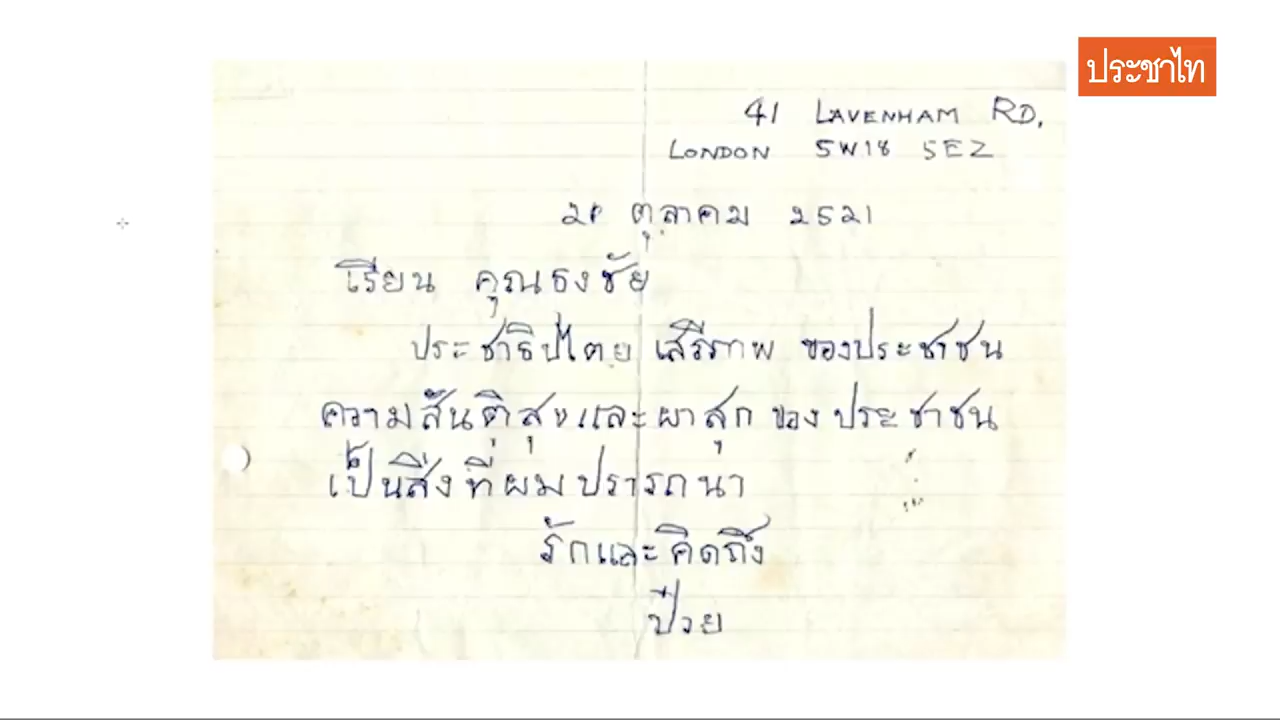 ประชาไท
41 LAVENHAM RD,
LONDON SW18 5EZ
ตุลาคม 2521
เรียน คุณธงชัย
ประชาธิปไตย เสรีภาพ ของประชาชน
ความสันติสุขและผาสุก ของ ประชาชน
เป็นสิ่งที่ผมปรารถนา
รักและคิดถึง
ป๋วย